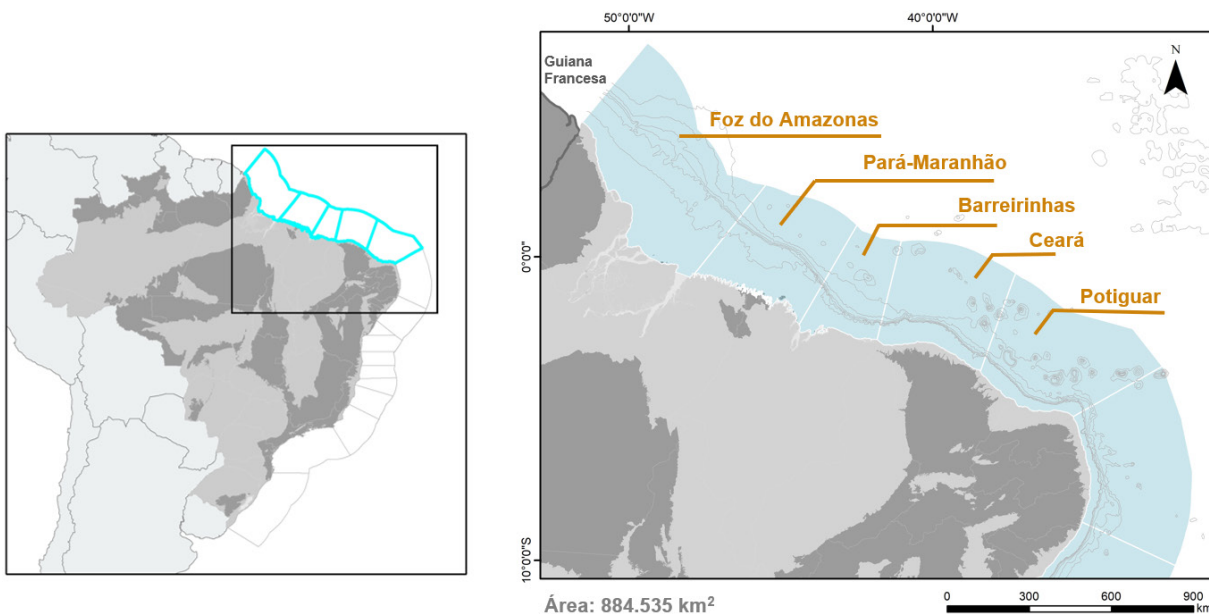 50°0'0"W
40°0'0"W
Guiana
Francesa
N
Foz do Amazonas
Pará-Maranhão
Barreirinhas
Ceará
Potiguar
0°0'0"
10°0'0"S
Área: 884.535 km²
0 300 600 900
km